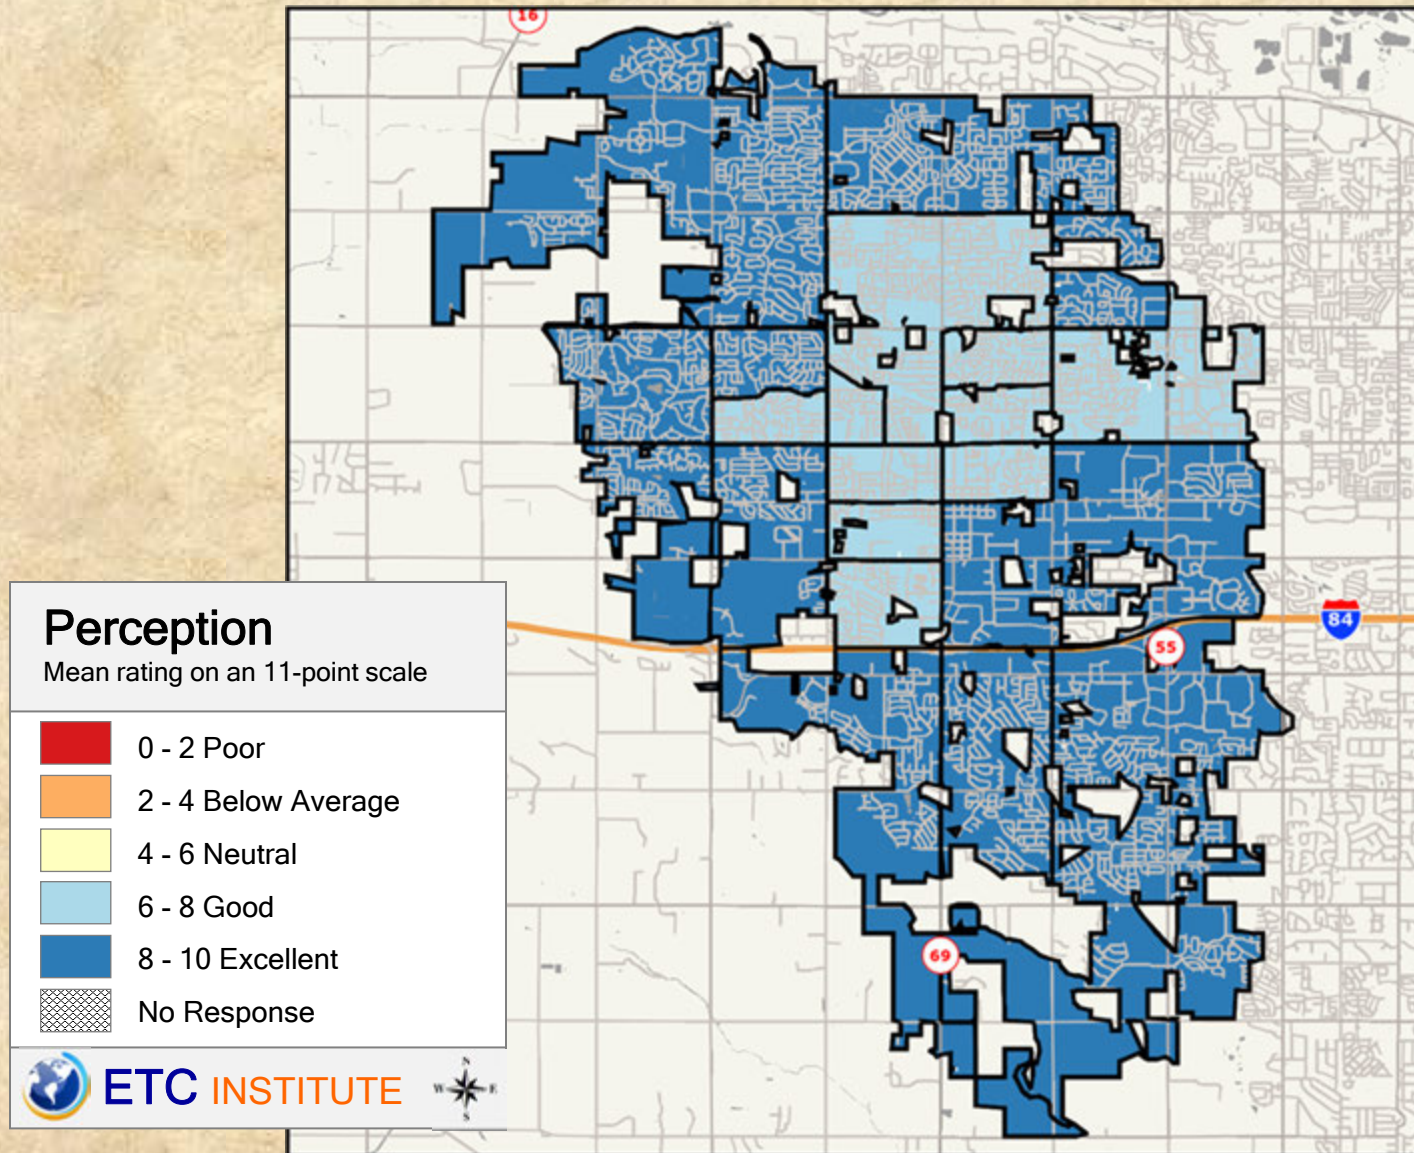 16
84
55
69
Perception
Mean rating on an 11-point scale
0 - 2 Poor
2 - 4 Below Average
4 - 6 Neutral
6 - 8 Good
8 - 10 Excellent
No Response
ETC INSTITUTE
N
W E
S